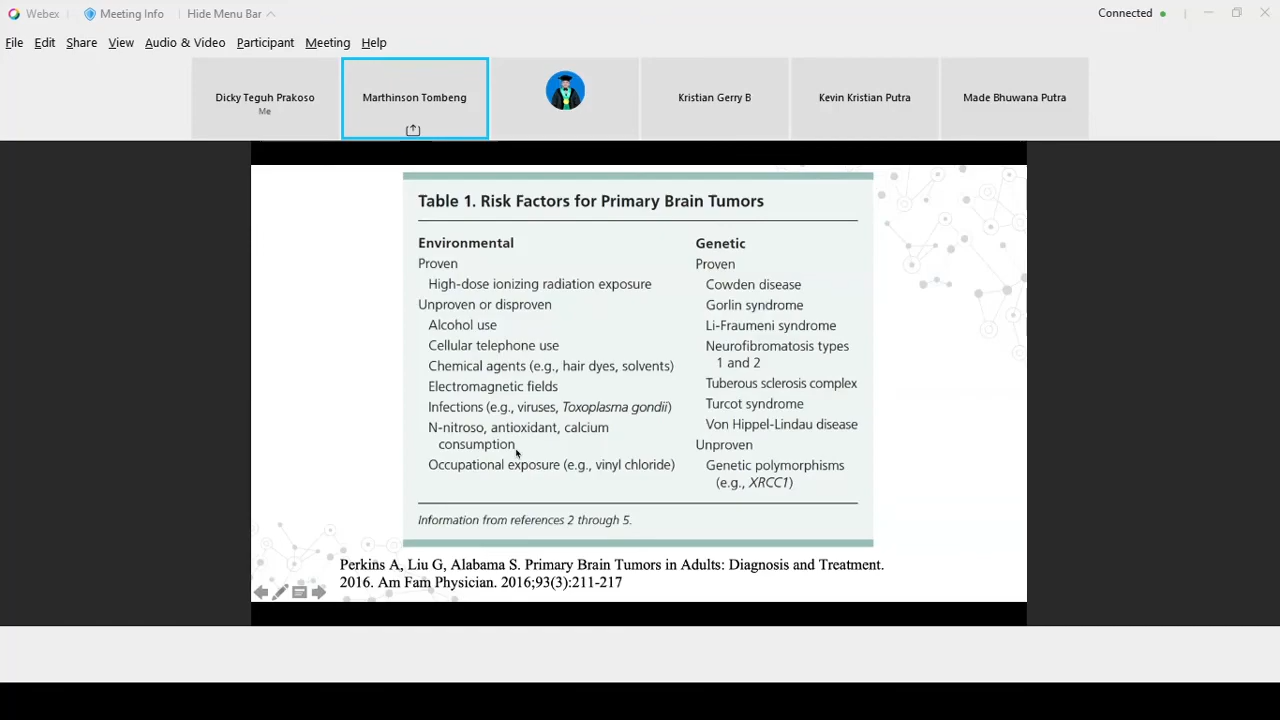 Webex Meeting Info Hide Menu Bar Connected
File Edit Share View Audio & Video Participant Meeting Help
Dicky Teguh Prakoso
Me
Marthinson Tombeng
Kristian Gerry B
Kevin Kristian Putra
Made Bhuwana Putra
Table 1. Risk Factors for Primary Brain Tumors
Environmental
Proven
High-dose ionizing radiation exposure
Unproven or disproven
Alcohol use
Cellular telephone use
Chemical agents (e.g., hair dyes, solvents)
Electromagnetic fields
Infections (e.g., viruses, Toxoplasma gondii)
N-nitroso, antioxidant, calcium
consumption
Occupational exposure (e.g., vinyl chloride)
Genetic
Proven
Cowden disease
Gorlin syndrome
Li-Fraumeni syndrome
Neurofibromatosis types
1 and 2
Tuberous sclerosis complex
Turcot syndrome
Von Hippel-Lindau disease
Unproven
Genetic polymorphisms
(e.g., XRCC1)
Information from references 2 through 5.
Perkins A, Liu G, Alabama S. Primary Brain Tumors in Adults: Diagnosis and Treatment.
2016. Am Fam Physician. 2016;93(3):211-217